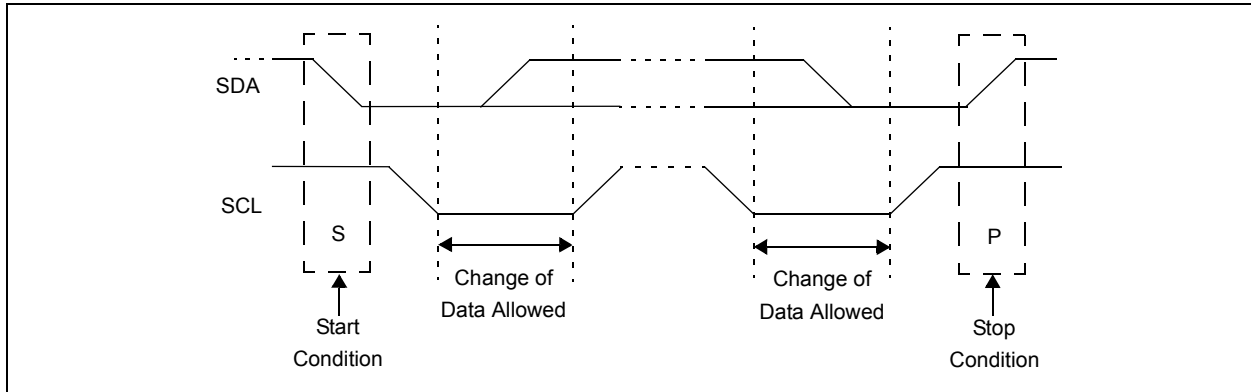 SDA
SCL
S
P
Change of
Data Allowed
Change of
Data Allowed
Start
Condition
Stop
Condition